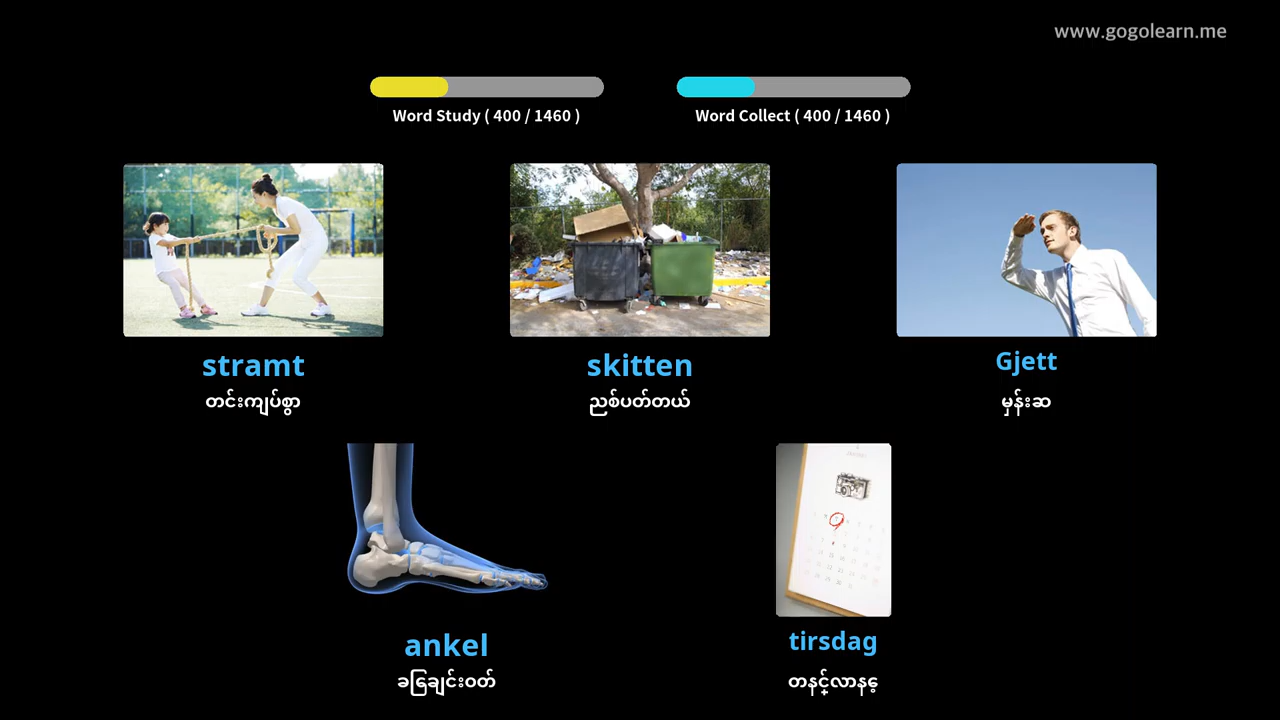 www.gogolearn.me
Word Study ( 400 / 1460 )
Word Collect ( 400 / 1460 )
stramt
တင်းကျပ်စွာ
skitten
ညစ်ပတ်တယ်
Gjett
မှန်းဆ
ankel
ခြေချင်းဝတ်
tirsdag
တနင်္လာနေ့